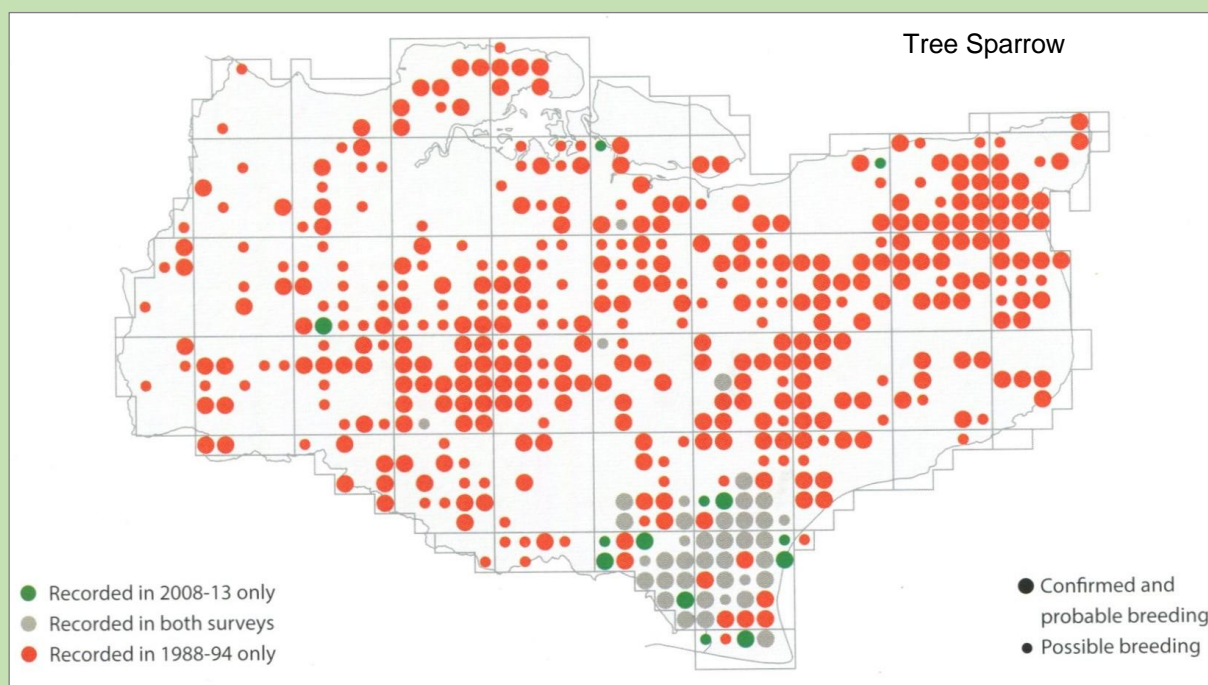 Tree Sparrow
Recorded in 2008-13 only
Recorded in both surveys
Recorded in 1988-94 only
Confirmed and
probable breeding
Possible breeding